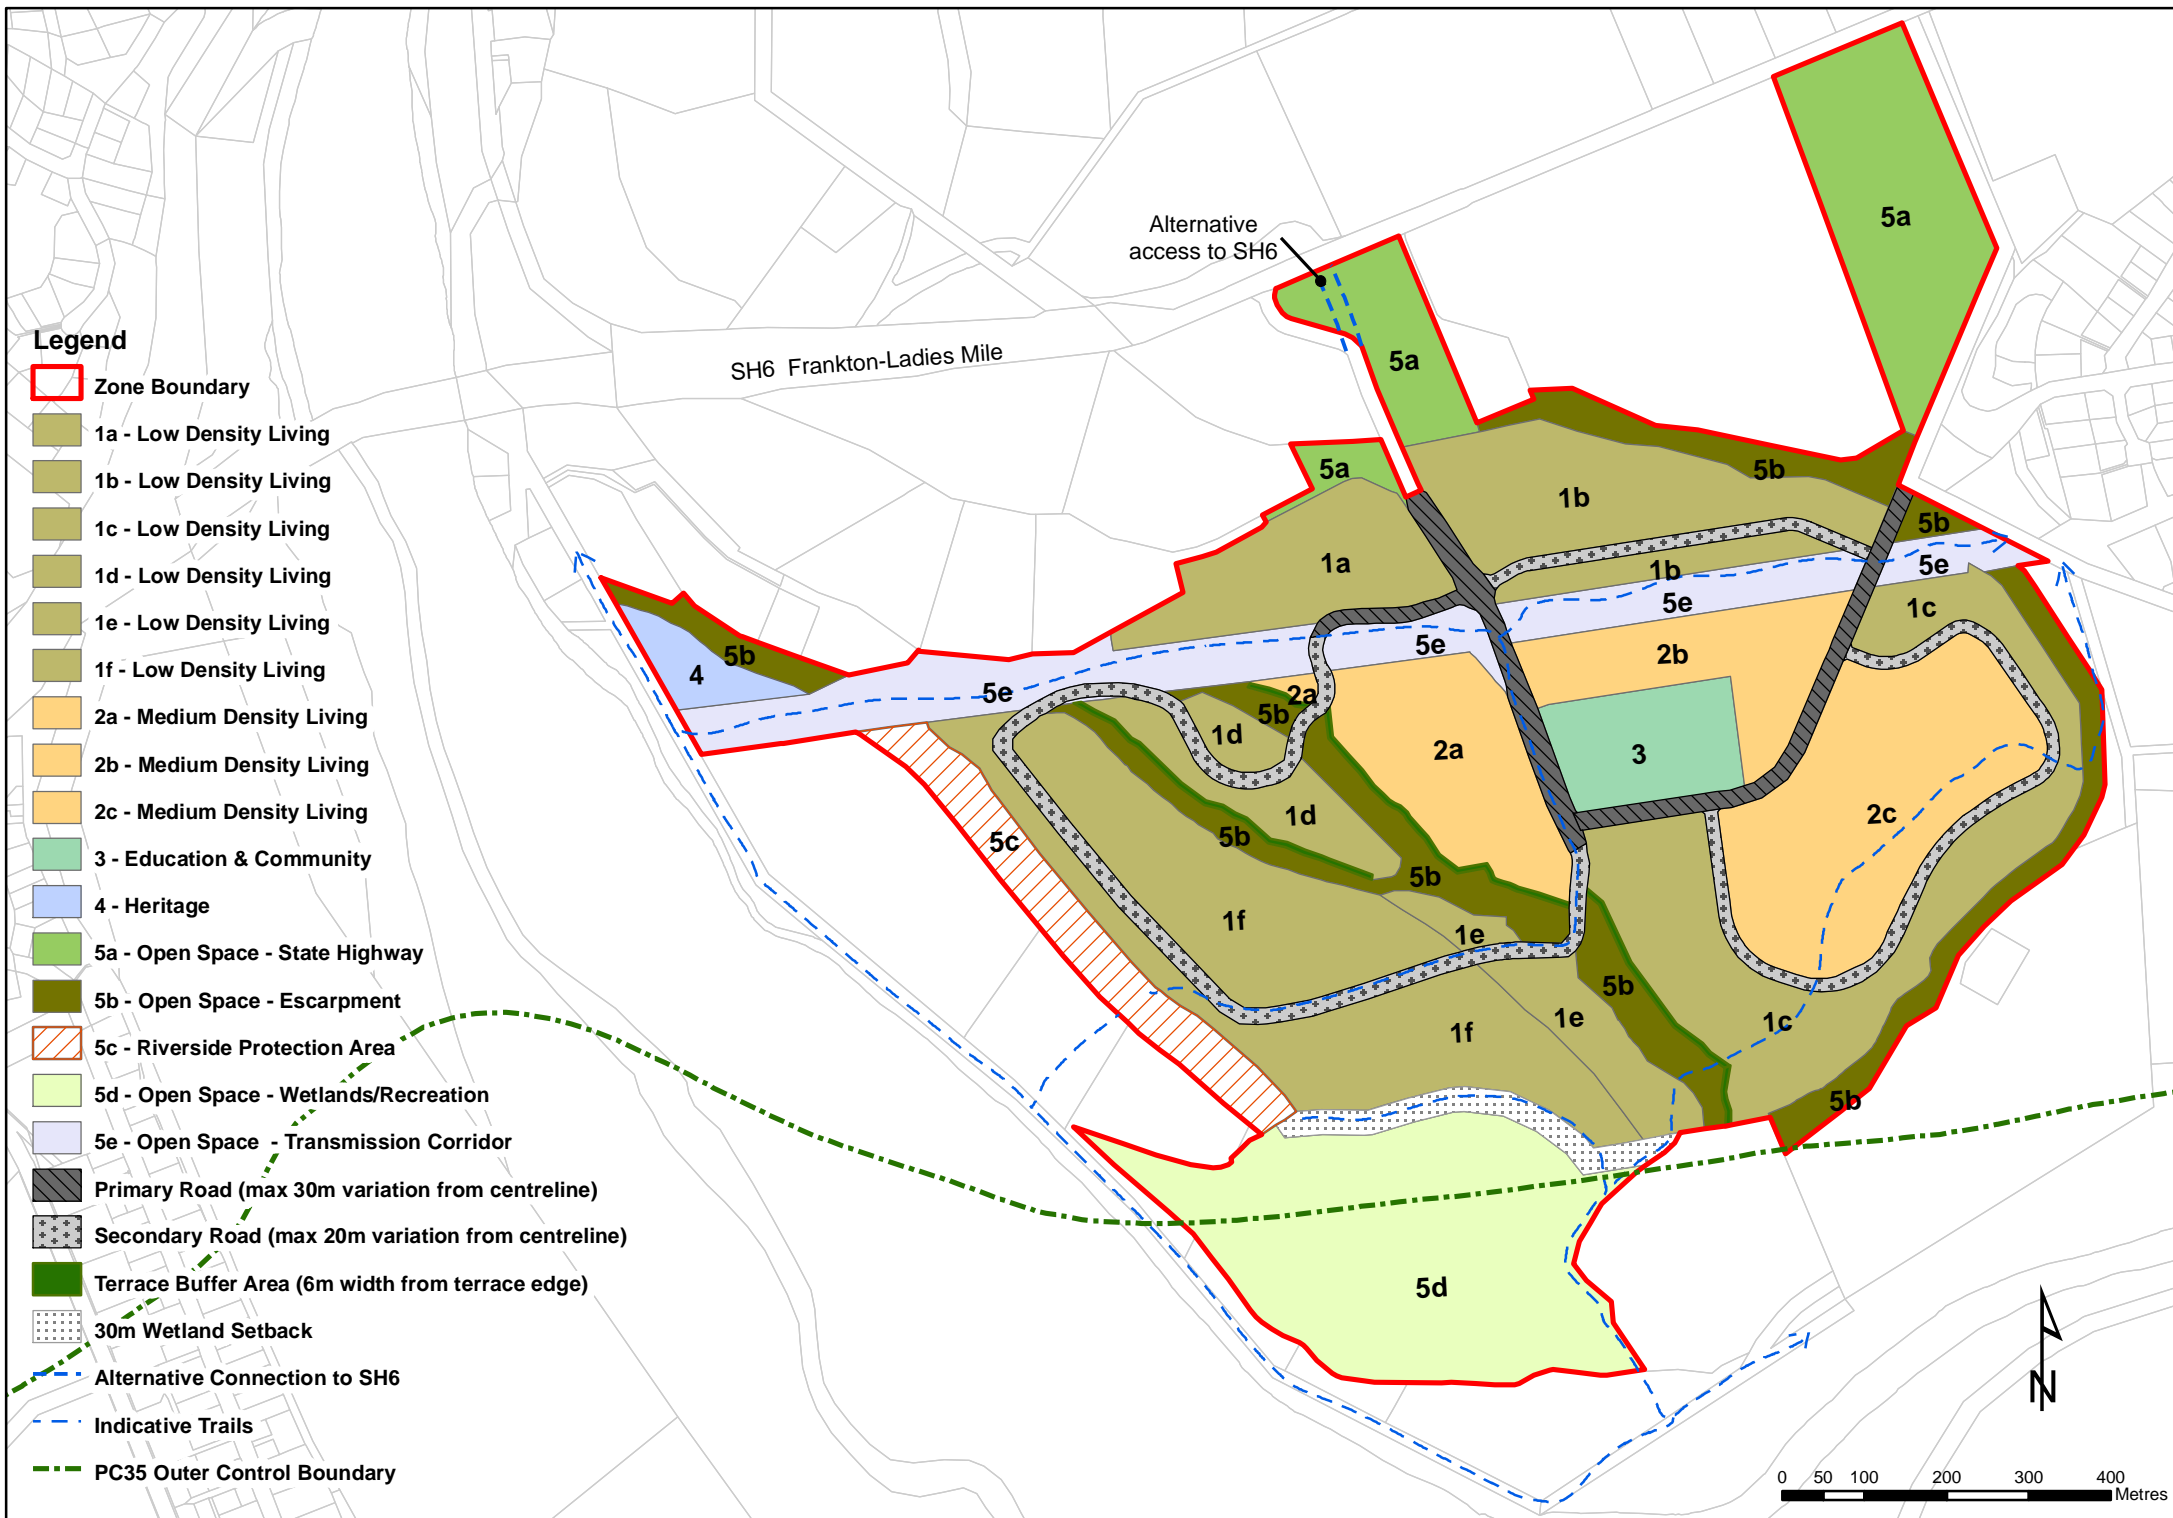 Alternative
access to SH6
SH6 Frankton-Ladies Mile
5a
5a
5a
5b
1b
5b
1a
1b
5e
5e
1c
5b
4
5e
5e
2b
2a
5b
1d
2a
3
5c
5b
1d
2c
5b
1f
1e
5b
1e
1f
1c
5b
5d
Legend
Zone Boundary
1a - Low Density Living
1b - Low Density Living
1c - Low Density Living
1d - Low Density Living
1e - Low Density Living
1f - Low Density Living
2a - Medium Density Living
2b - Medium Density Living
2c - Medium Density Living
3 - Education & Community
4 - Heritage
5a - Open Space - State Highway
5b - Open Space - Escarpment
5c - Riverside Protection Area
5d - Open Space - Wetlands/Recreation
5e - Open Space - Transmission Corridor
Primary Road (max 30m variation from centreline)
Secondary Road (max 20m variation from centreline)
Terrace Buffer Area (6m width from terrace edge)
30m Wetland Setback
Alternative Connection to SH6
Indicative Trails
PC35 Outer Control Boundary
N
0 50 100 200 300 400
Metres